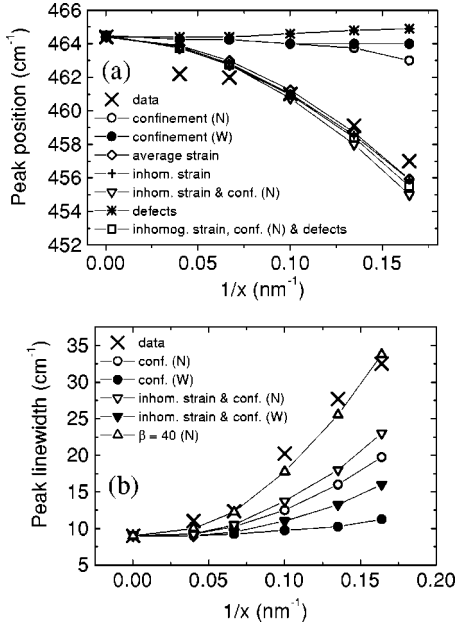 466
464
462
460
458
456
454
452
Peak position (cm⁻¹)
(a)
data
confinement (N)
confinement (W)
average strain
inhom. strain
inhom. strain & conf. (N)
defects
inhomog. strain, conf. (N) & defects
0.00 0.05 0.10 0.15
1/x (nm⁻¹)
35
30
25
20
15
10
5
Peak linewidth (cm⁻¹)
data
conf. (N)
conf. (W)
inhom. strain & conf. (N)
inhom. strain & conf. (W)
β = 40 (N)
(b)
0.00 0.05 0.10 0.15 0.20
1/x (nm⁻¹)